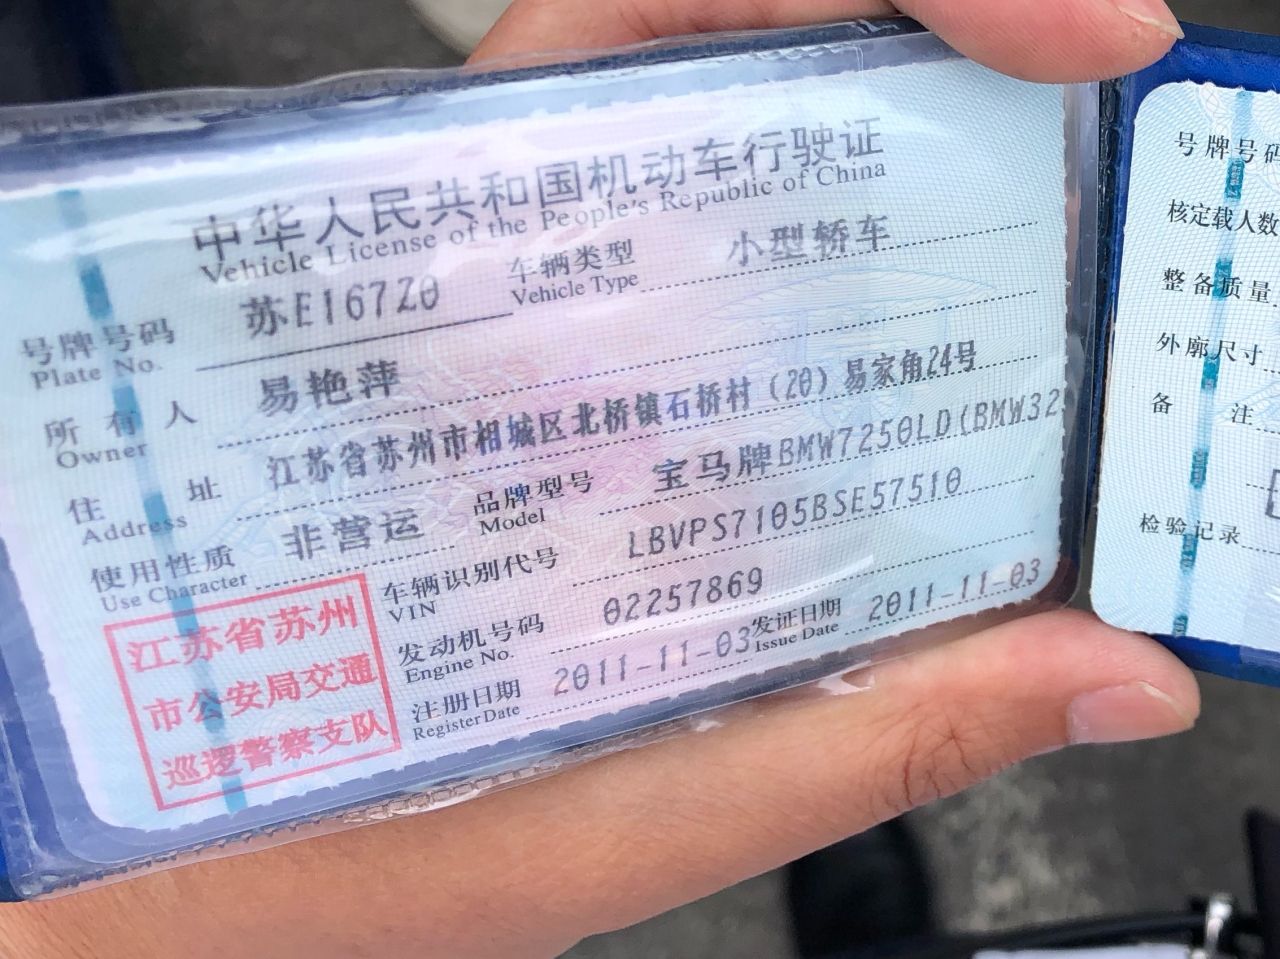 中华人民共和国机动车行驶证
Vehicle License of the People's Republic of China
号牌号码 苏E167Z0 车辆类型 小型轿车
Plate No. Vehicle Type
所有人 易艳萍
Owner
住址 江苏省苏州市相城区北桥镇石桥村（20）易家角24号
Address
使用性质 非营运 品牌型号 宝马牌BMW7250LD(BMW32
Use Character Model
车辆识别代号 LBVPS7105BSE57510
VIN
发动机号码 02257869
Engine No.
注册日期 2011-11-03 发证日期 2011-11-03
Register Date Issue Date
江苏省苏州
市公安局交通
巡逻警察支队
号牌号码
核定载人数
整备质量
外廓尺寸
备注
检验记录